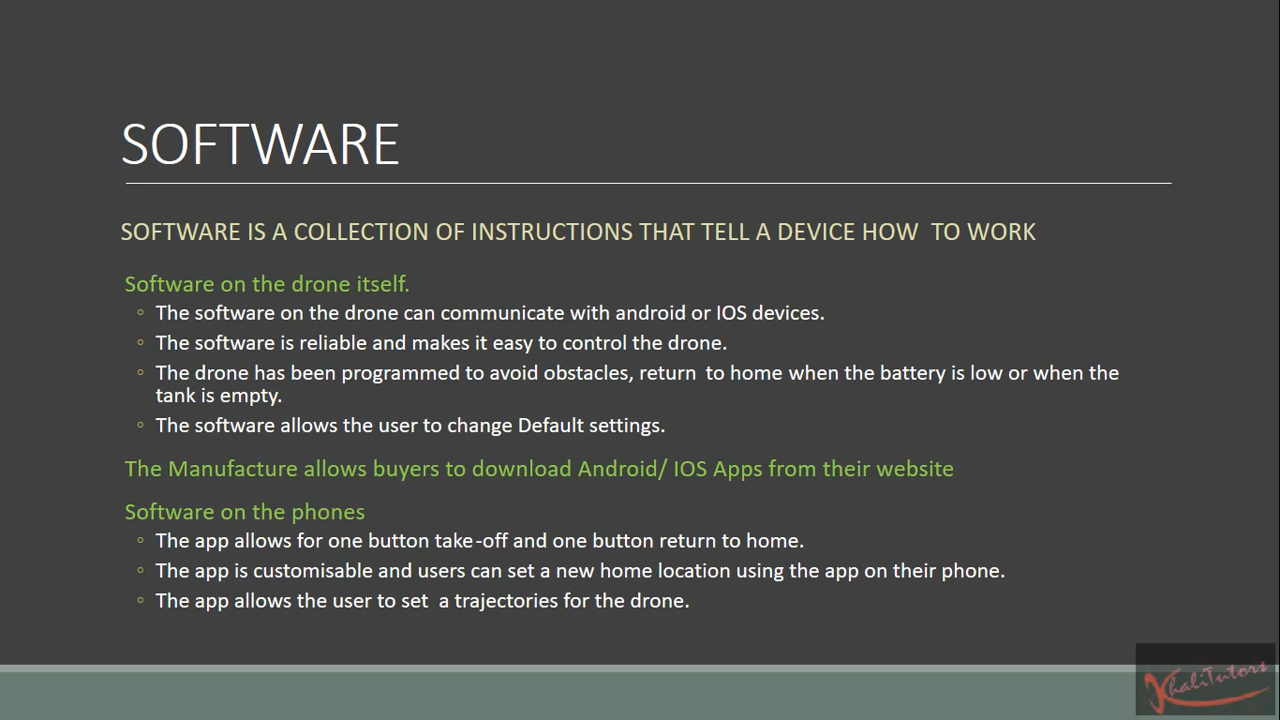 SOFTWARE
SOFTWARE IS A COLLECTION OF INSTRUCTIONS THAT TELL A DEVICE HOW TO WORK
Software on the drone itself.
◦ The software on the drone can communicate with android or IOS devices.
◦ The software is reliable and makes it easy to control the drone.
◦ The drone has been programmed to avoid obstacles, return to home when the battery is low or when the
tank is empty.
◦ The software allows the user to change Default settings.
The Manufacture allows buyers to download Android/ IOS Apps from their website
Software on the phones
◦ The app allows for one button take-off and one button return to home.
◦ The app is customisable and users can set a new home location using the app on their phone.
◦ The app allows the user to set a trajectories for the drone.
KhaliTutors